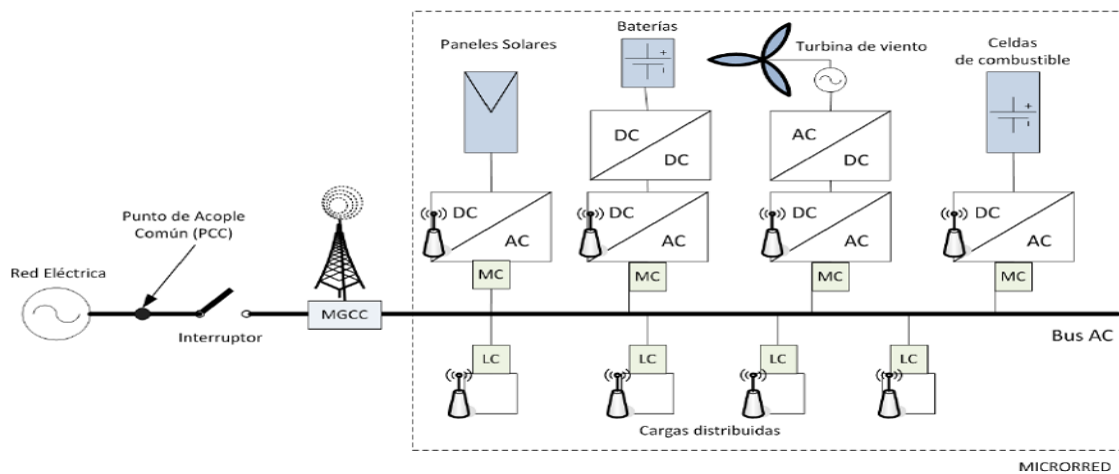 Paneles Solares
Baterías
+
-
Turbina de viento
Celdas
de combustible
+
-
DC
DC
AC
DC
DC
AC
DC
AC
DC
AC
DC
AC
Punto de Acople
Común (PCC)
Red Eléctrica
Interruptor
MGCC
MC
MC
MC
MC
Bus AC
LC
LC
LC
LC
Cargas distribuidas
MICRORRED